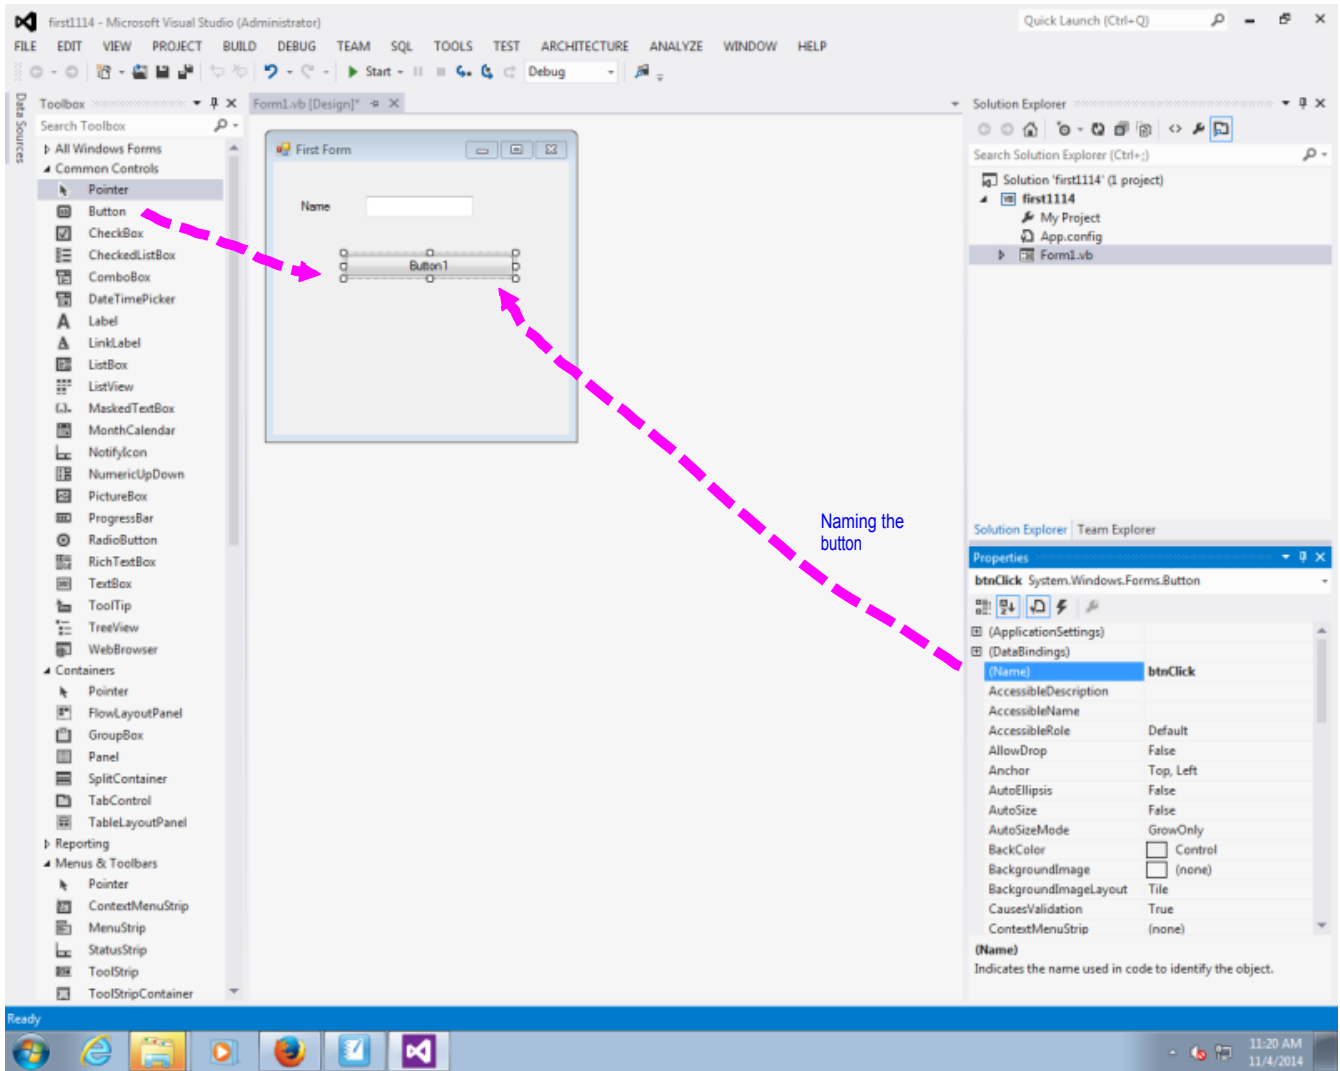 first1114 - Microsoft Visual Studio (Administrator)
Quick Launch (Ctrl+Q)
FILE EDIT VIEW PROJECT BUILD DEBUG TEAM SQL TOOLS TEST ARCHITECTURE ANALYZE WINDOW HELP
Start
Debug
Data Sources
Toolbox
Search Toolbox
All Windows Forms
Common Controls
Pointer
Button
CheckBox
CheckedListBox
ComboBox
DateTimePicker
Label
LinkLabel
ListBox
ListView
MaskedTextBox
MonthCalendar
NotifyIcon
NumericUpDown
PictureBox
ProgressBar
RadioButton
RichTextBox
TextBox
ToolTip
TreeView
WebBrowser
Containers
Pointer
FlowLayoutPanel
GroupBox
Panel
SplitContainer
TabControl
TableLayoutPanel
Reporting
Menus & Toolbars
Pointer
ContextMenuStrip
MenuStrip
StatusStrip
ToolStrip
ToolStripContainer
Form1.vb [Design]*
First Form
Name
Button1
Naming the
button
Solution Explorer
Search Solution Explorer (Ctrl+;)
Solution 'first1114' (1 project)
first1114
My Project
App.config
Form1.vb
Solution Explorer Team Explorer
Properties
btnClick System.Windows.Forms.Button
(ApplicationSettings)
(DataBindings)
(Name) btnClick
AccessibleDescription
AccessibleName
AccessibleRole Default
AllowDrop False
Anchor Top, Left
AutoEllipsis False
AutoSize False
AutoSizeMode GrowOnly
BackColor Control
BackgroundImage (none)
BackgroundImageLayout Tile
CausesValidation True
ContextMenuStrip (none)
(Name)
Indicates the name used in code to identify the object.
Ready
11:20 AM
11/4/2014